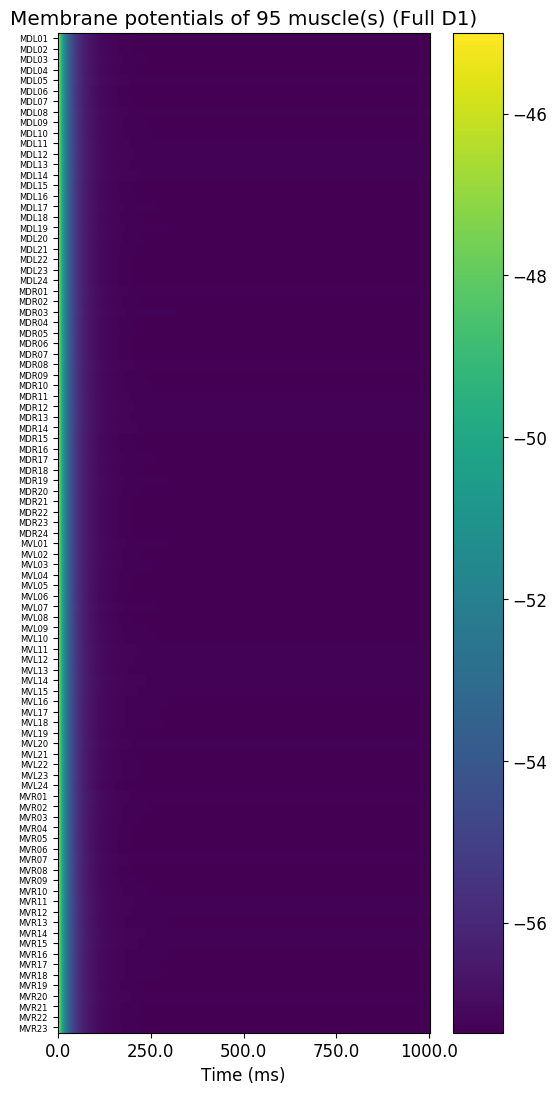 Membrane potentials of 95 muscle(s) (Full D1)
MDL01
MDL02
MDL03
MDL04
MDL05
MDL06
MDL07
MDL08
MDL09
MDL10
MDL11
MDL12
MDL13
MDL14
MDL15
MDL16
MDL17
MDL18
MDL19
MDL20
MDL21
MDL22
MDL23
MDL24
MDR01
MDR02
MDR03
MDR04
MDR05
MDR06
MDR07
MDR08
MDR09
MDR10
MDR11
MDR12
MDR13
MDR14
MDR15
MDR16
MDR17
MDR18
MDR19
MDR20
MDR21
MDR22
MDR23
MDR24
MVL01
MVL02
MVL03
MVL04
MVL05
MVL06
MVL07
MVL08
MVL09
MVL10
MVL11
MVL12
MVL13
MVL14
MVL15
MVL16
MVL17
MVL18
MVL19
MVL20
MVL21
MVL22
MVL23
MVL24
MVR01
MVR02
MVR03
MVR04
MVR05
MVR06
MVR07
MVR08
MVR09
MVR10
MVR11
MVR12
MVR13
MVR14
MVR15
MVR16
MVR17
MVR18
MVR19
MVR20
MVR21
MVR22
MVR23
0.0 250.0 500.0 750.0 1000.0
Time (ms)
−46
−48
−50
−52
−54
−56